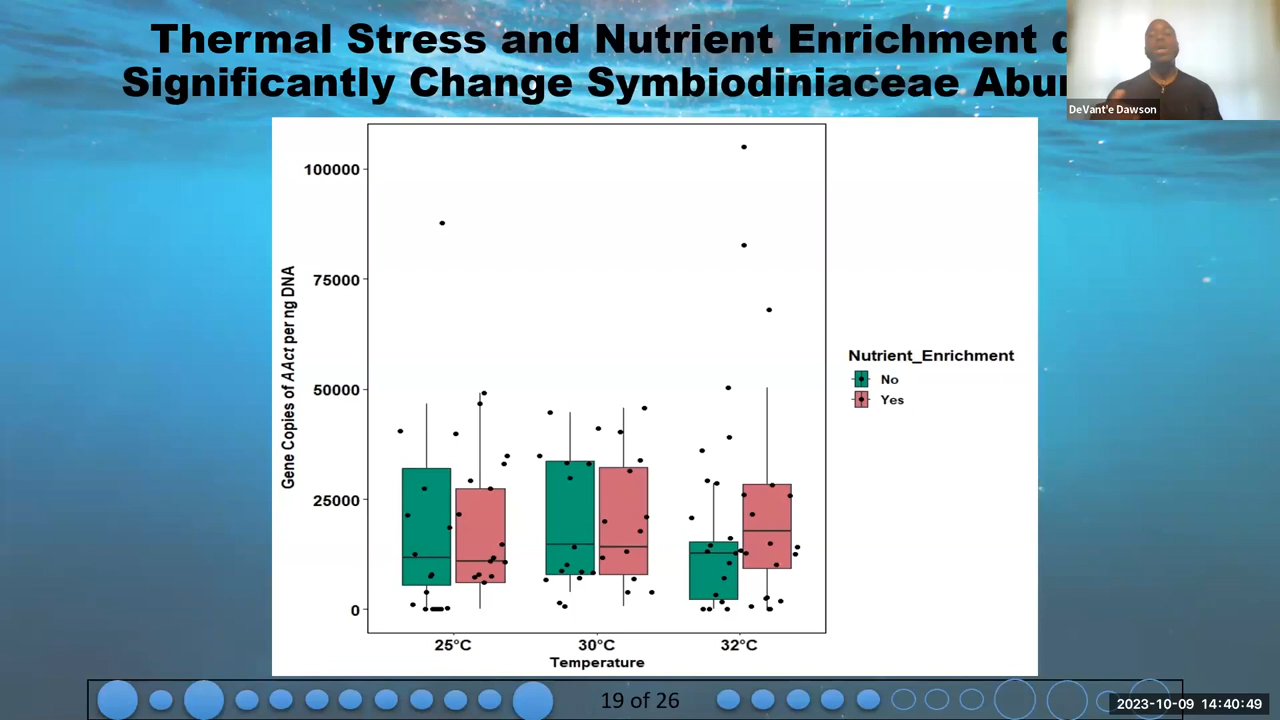 Thermal Stress and Nutrient Enrichment
Significantly Change Symbiodiniaceae
DeVant'e Dawson
100000
75000
50000
25000
0
Gene Copies of AAct per ng DNA
Nutrient_Enrichment
No
Yes
25°C
30°C
32°C
Temperature
19 of 26
2023-10-09 14:40:49